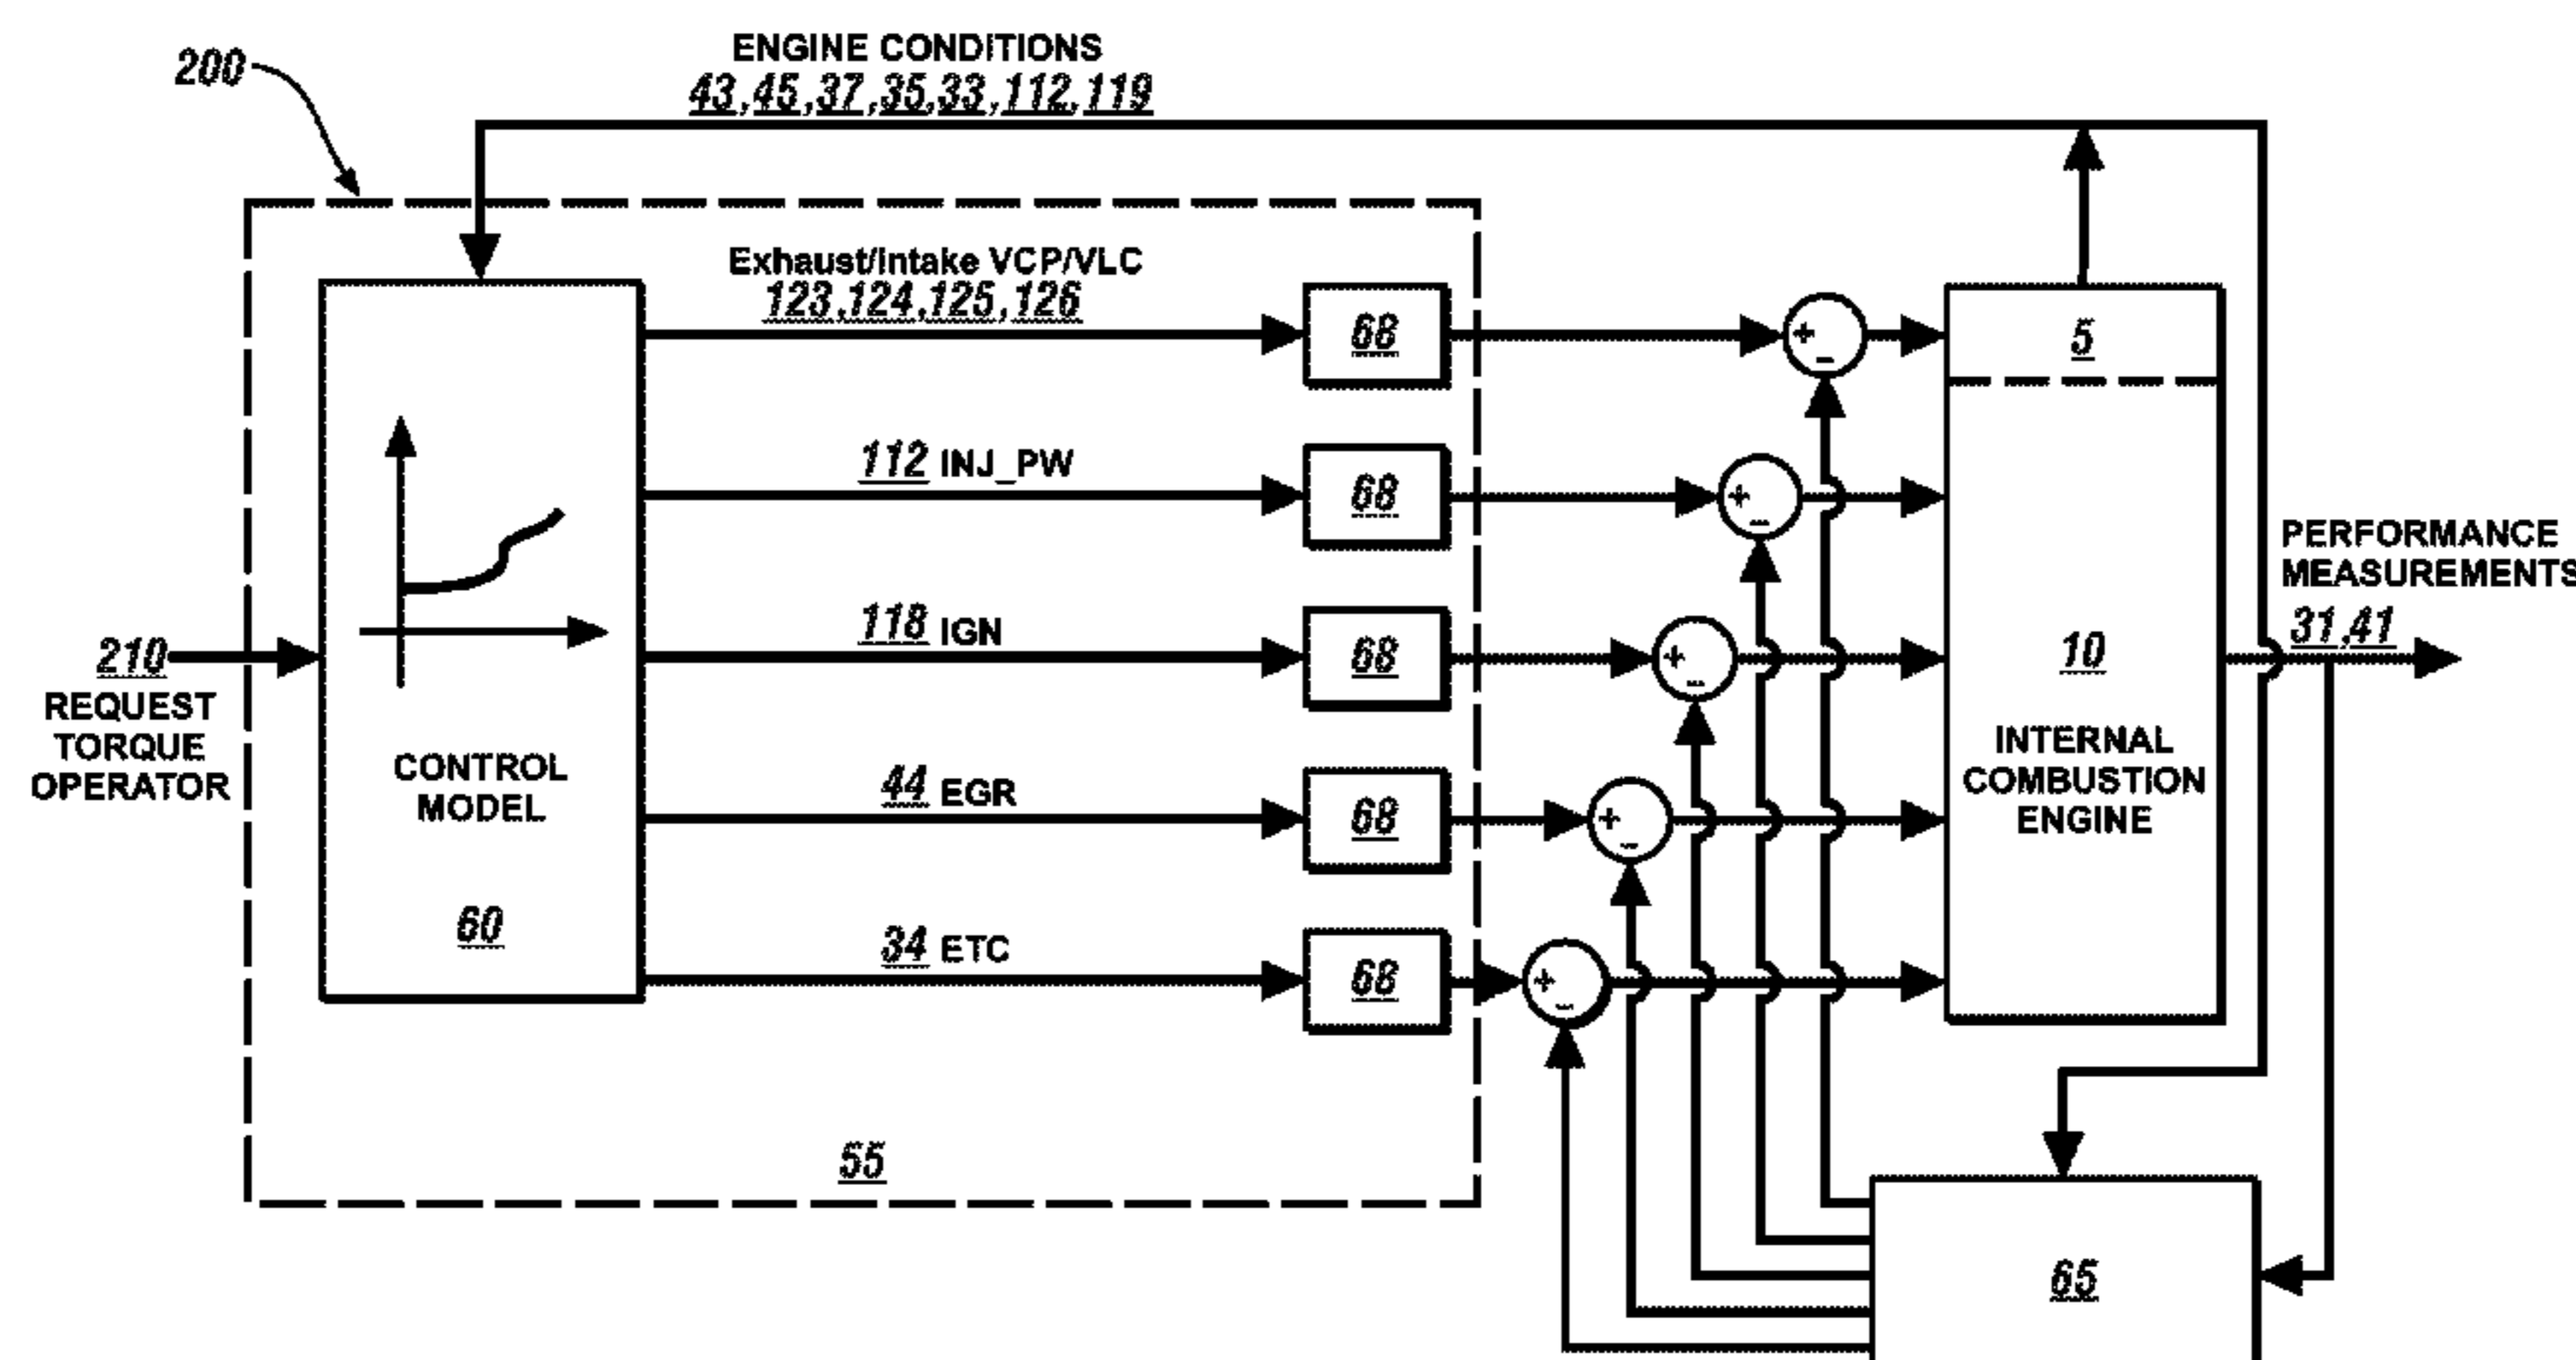 200
ENGINE CONDITIONS
43,45,37,35,33,112,119
Exhaust/Intake VCP/VLC
123,124,125,126
68
5
112 INJ_PW
68
118 IGN
68
44 EGR
68
34 ETC
68
210
REQUEST
TORQUE
OPERATOR
CONTROL
MODEL
60
55
10
INTERNAL
COMBUSTION
ENGINE
PERFORMANCE
MEASUREMENTS
31,41
65
+
-
+
-
+
-
+
-
+
-